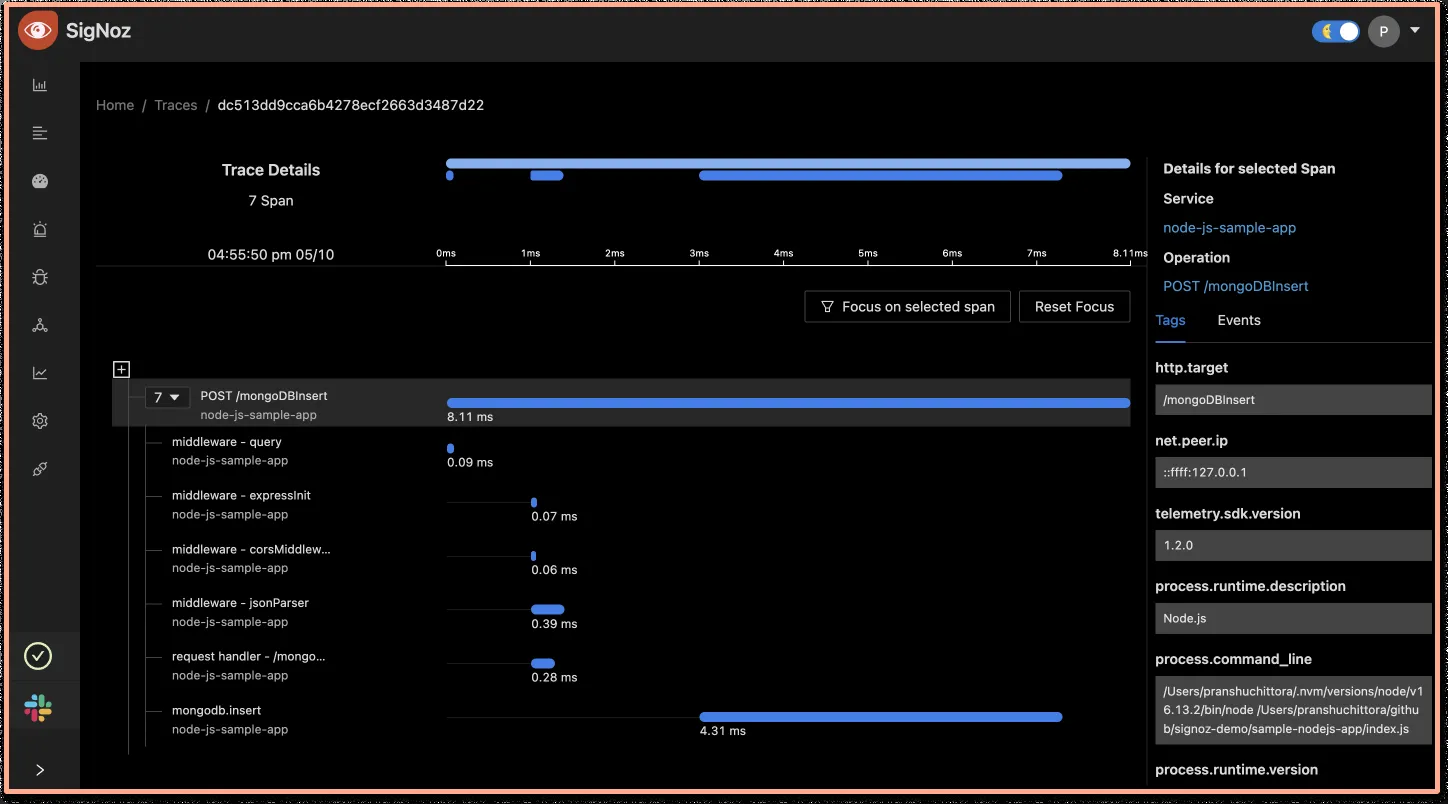 SigNoz
P
Home / Traces / dc513dd9cca6b4278ecf2663d3487d22
Trace Details
7 Span
04:55:50 pm 05/10
0ms 1ms 2ms 3ms 4ms 5ms 6ms 7ms 8.11ms
Focus on selected span Reset Focus
7 POST /mongoDBInsert
node-js-sample-app
8.11 ms
middleware - query
node-js-sample-app
0.09 ms
middleware - expressInit
node-js-sample-app
0.07 ms
middleware - corsMiddlew...
node-js-sample-app
0.06 ms
middleware - jsonParser
node-js-sample-app
0.39 ms
request handler - /mongo...
node-js-sample-app
0.28 ms
mongodb.insert
node-js-sample-app
4.31 ms
Details for selected Span
Service
node-js-sample-app
Operation
POST /mongoDBInsert
Tags Events
http.target
/mongoDBInsert
net.peer.ip
::ffff:127.0.0.1
telemetry.sdk.version
1.2.0
process.runtime.description
Node.js
process.command_line
/Users/pranshuchittora/.nvm/versions/node/v1
6.13.2/bin/node /Users/pranshuchittora/githu
b/signoz-demo/sample-nodejs-app/index.js
process.runtime.version